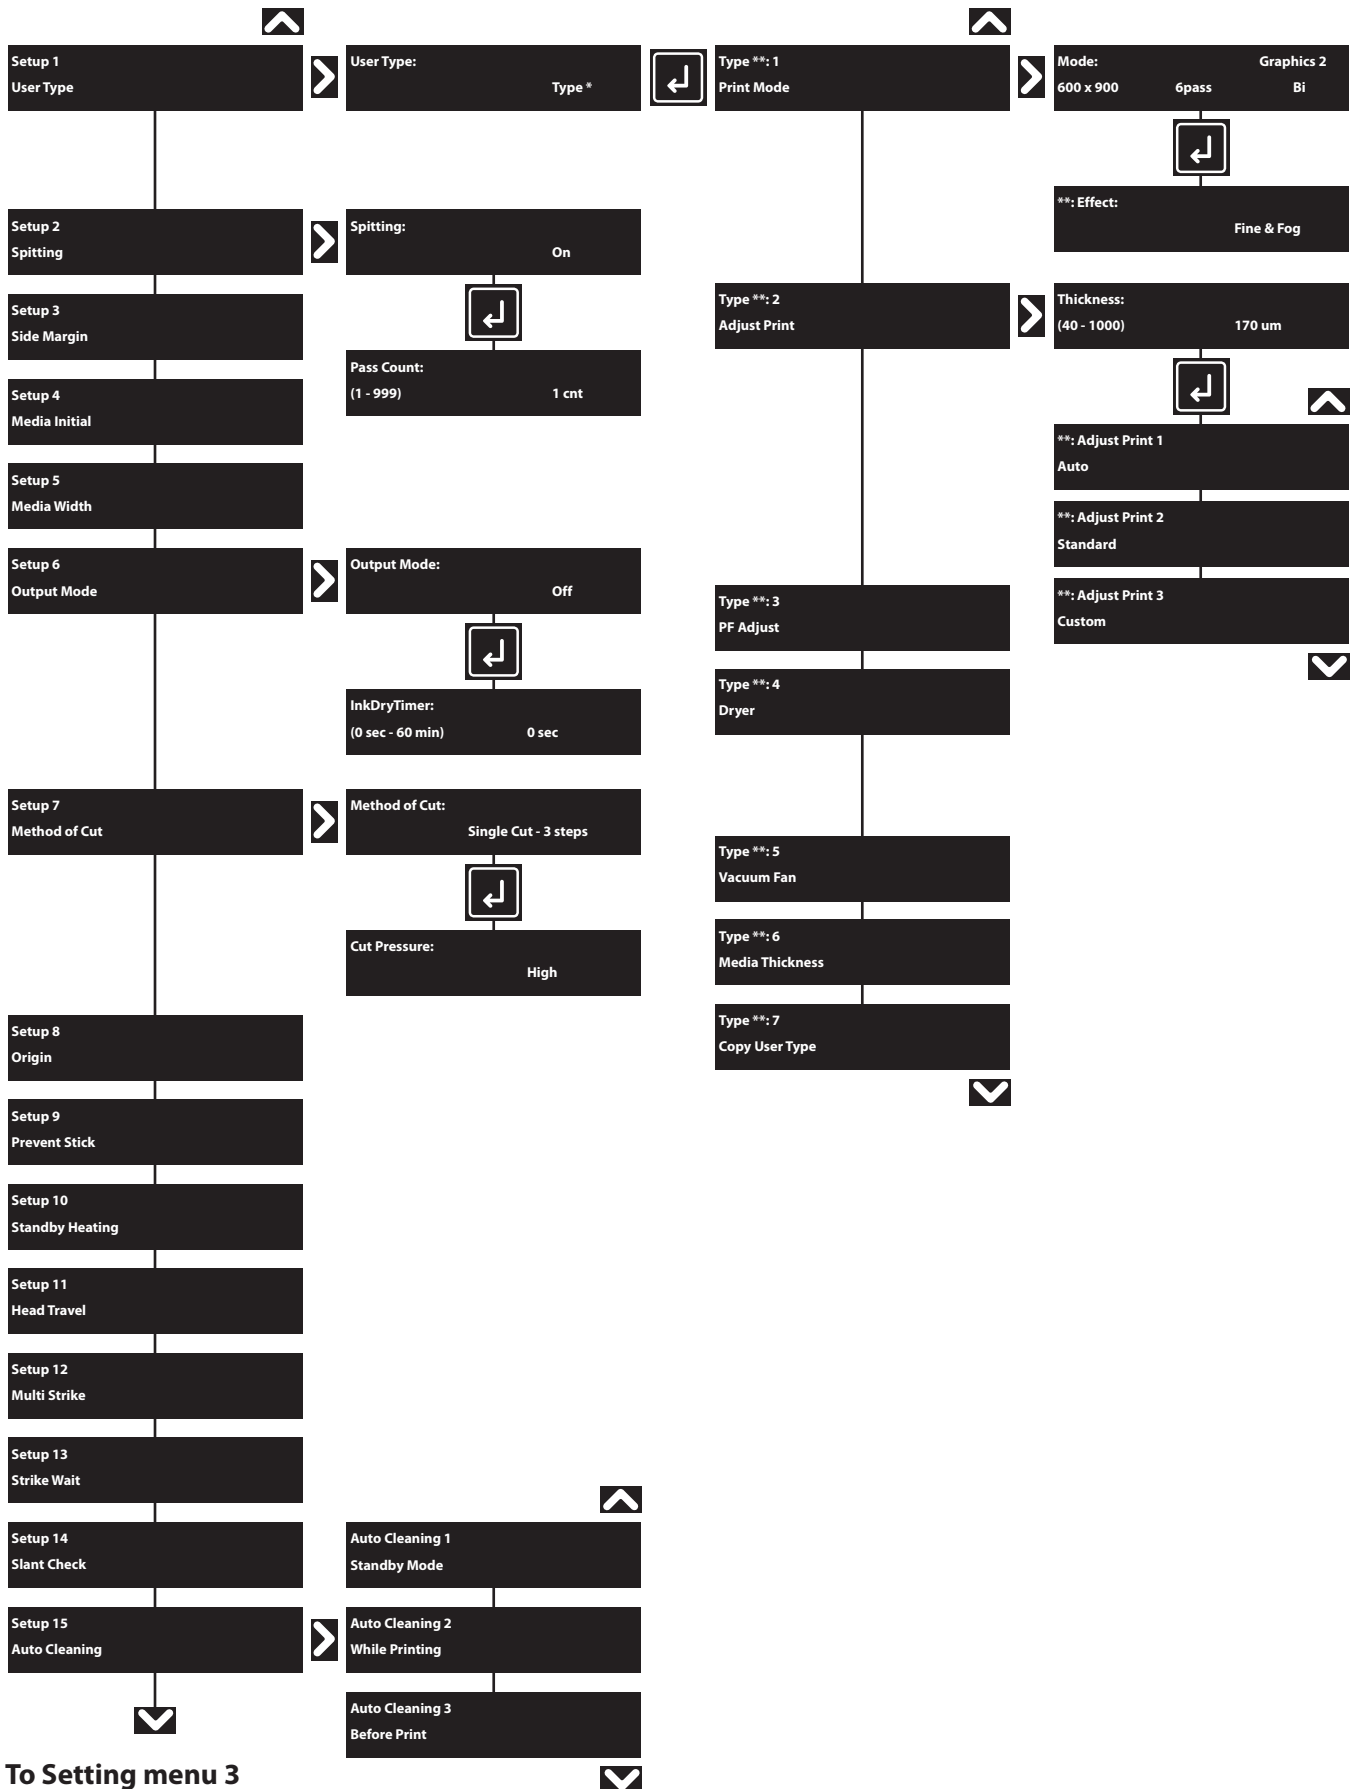 Setup 1
User Type
User Type:
Type *
Type **: 1
Print Mode
Mode: Graphics 2
600 x 900 6pass Bi
**: Effect:
Fine & Fog
Setup 2
Spitting
Spitting:
On
Pass Count:
(1 - 999) 1 cnt
Setup 3
Side Margin
Setup 4
Media Initial
Setup 5
Media Width
Setup 6
Output Mode
Output Mode:
Off
InkDryTimer:
(0 sec - 60 min) 0 sec
Type **: 2
Adjust Print
Thickness:
(40 - 1000) 170 um
**: Adjust Print 1
Auto
**: Adjust Print 2
Standard
**: Adjust Print 3
Custom
Type **: 3
PF Adjust
Type **: 4
Dryer
Type **: 5
Vacuum Fan
Type **: 6
Media Thickness
Type **: 7
Copy User Type
Setup 7
Method of Cut
Method of Cut:
Single Cut - 3 steps
Cut Pressure:
High
Setup 8
Origin
Setup 9
Prevent Stick
Setup 10
Standby Heating
Setup 11
Head Travel
Setup 12
Multi Strike
Setup 13
Strike Wait
Setup 14
Slant Check
Setup 15
Auto Cleaning
Auto Cleaning 1
Standby Mode
Auto Cleaning 2
While Printing
Auto Cleaning 3
Before Print
To Setting menu 3